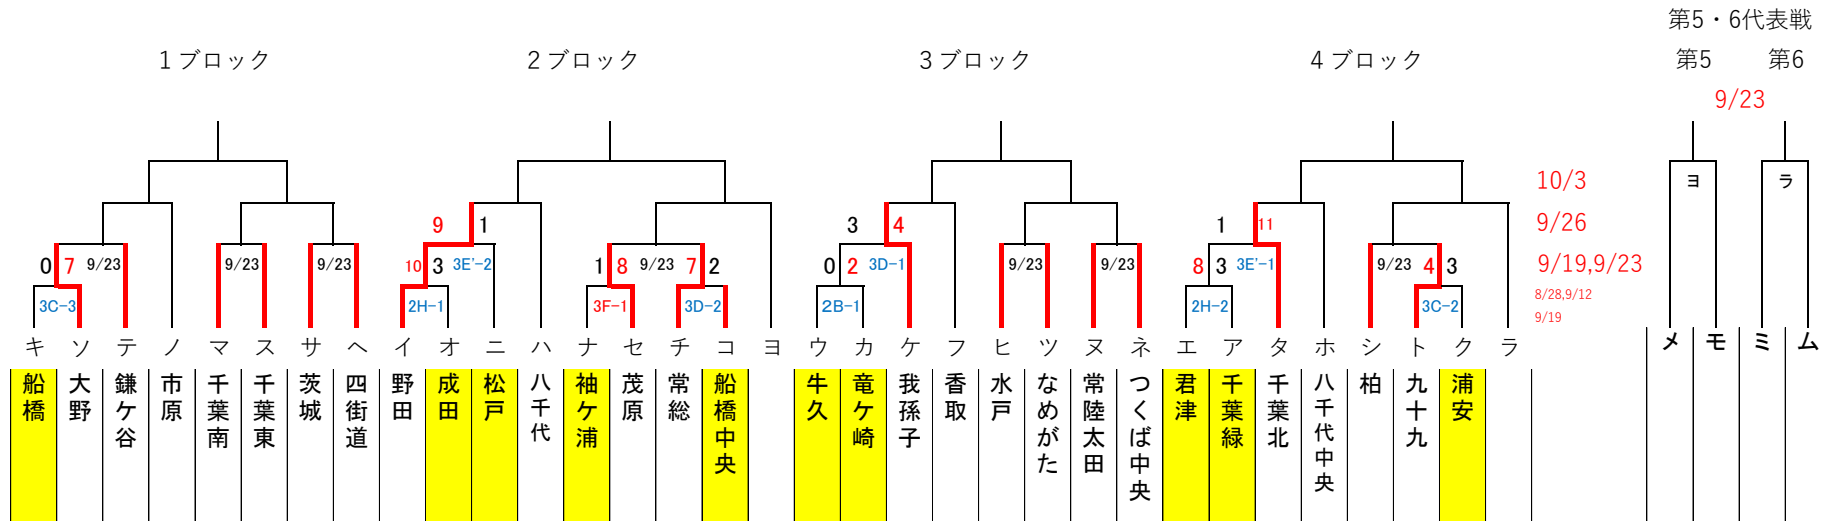 第5・6代表戦
1ブロック
2ブロック
3ブロック
4ブロック
第5
第6
9/23
10/3
ヨ
ラ
9 1
3 4
1 11
9/26
0 7 9/23
9/23
9/23
10 3 3E'-2
1 8 9/23 7 2
0 2 3D-1
9/23
9/23
8 3 3E'-1
9/23 4 3
9/19,9/23
3C-3
2H-1
3F-1
3D-2
2B-1
2H-2
3C-2
8/28,9/12
9/19
キ ソ テ ノ マ ス サ ヘ イ オ ニ ハ ナ セ チ コ ヨ ウ カ ケ フ ヒ ツ ヌ ネ エ ア タ ホ シ ト ク ラ メ モ ミ ム
船橋
大野
鎌ケ谷
市原
千葉南
千葉東
茨城
四街道
野田
成田
松戸
八千代
袖ケ浦
茂原
常総
船橋中央
牛久
竜ケ崎
我孫子
香取
水戸
なめがた
常陸太田
つくば中央
君津
千葉緑
千葉北
八千代中央
柏
九十九
浦安